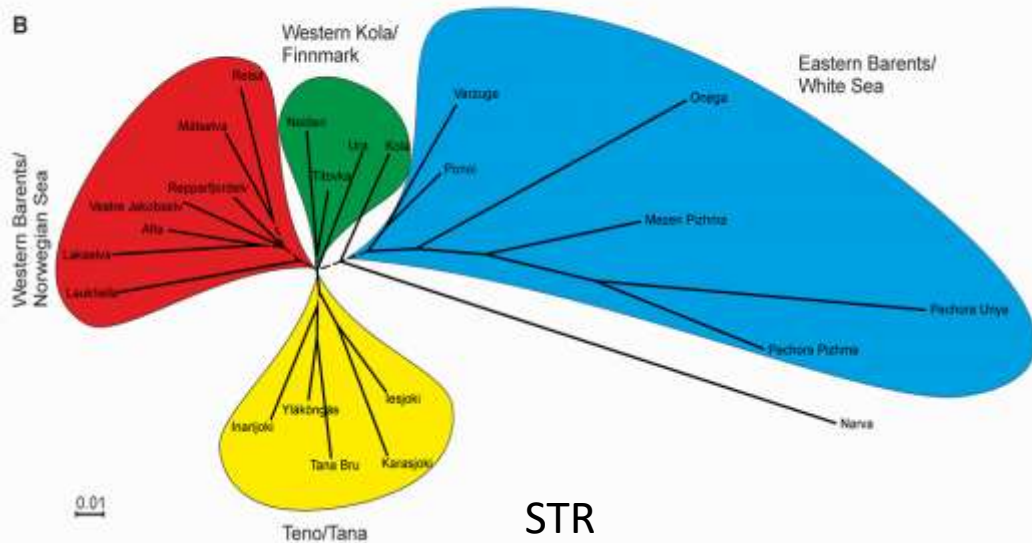 B
Western Kola/
Finnmark
Eastern Barents/
White Sea
Western Barents/
Norwegian Sea
Reisa
Målselva
Repparfjordelv
Vestre Jakobselv
Alta
Lakselva
Laukhelle
Neiden
Titovka
Ura
Kola
Varzuga
Ponoi
Onega
Mezen Pizhma
Pechora Unya
Pechora Pizhma
Narva
Inarijoki
Yläköngäs
Tana Bru
Iesjoki
Karasjoki
0.01
Teno/Tana
STR